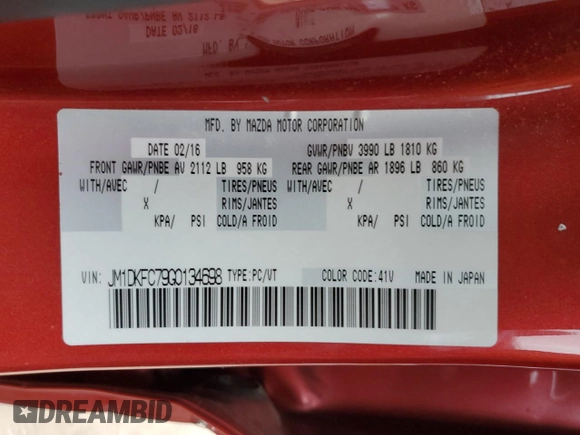 DATE 02/16
MFD. BY MAZDA MOTOR CORPORATION
DATE 02/16 GVWR/PNBV 3990 LB 1810 KG
FRONT GAWR/PNBE AV 2112 LB 958 KG REAR GAWR/PNBE AR 1896 LB 860 KG
WITH/AVEC / TIRES/PNEUS WITH/AVEC / TIRES/PNEUS
X RIMS/JANTES X RIMS/JANTES
KPA/ PSI COLD/A FROID KPA/ PSI COLD/A FROID
VIN: JM1DKFC79G0134698 TYPE:PC/VT COLOR CODE:41V MADE IN JAPAN
DREAMBID